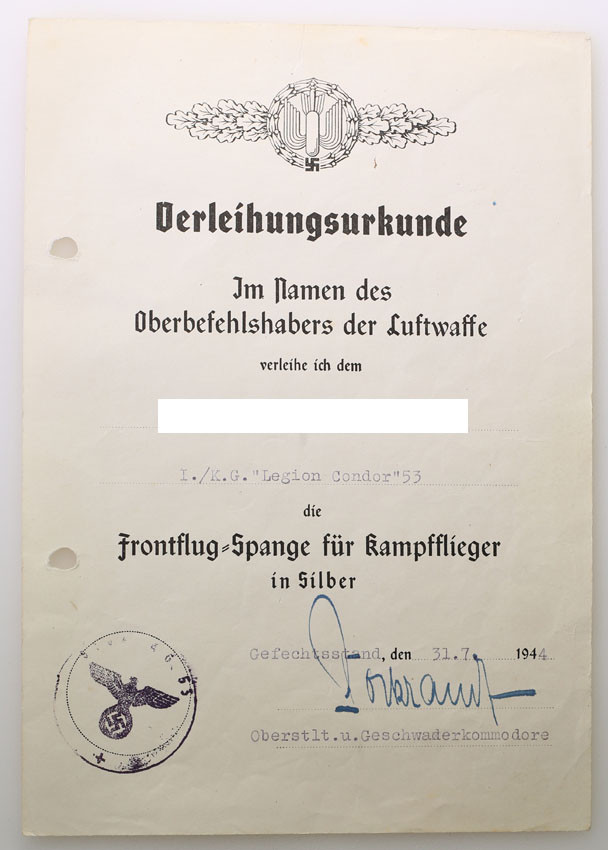 Verleihungsurkunde
Im Namen des
Oberbefehlshabers der Luftwaffe
verleihe ich dem
I./K.G."Legion Condor"53
die
Frontflug-Spange für Kampfflieger
in Silber
Gefechtsstand, den 31.7. 1944
Oberstlt.u.Geschwaderkommodore